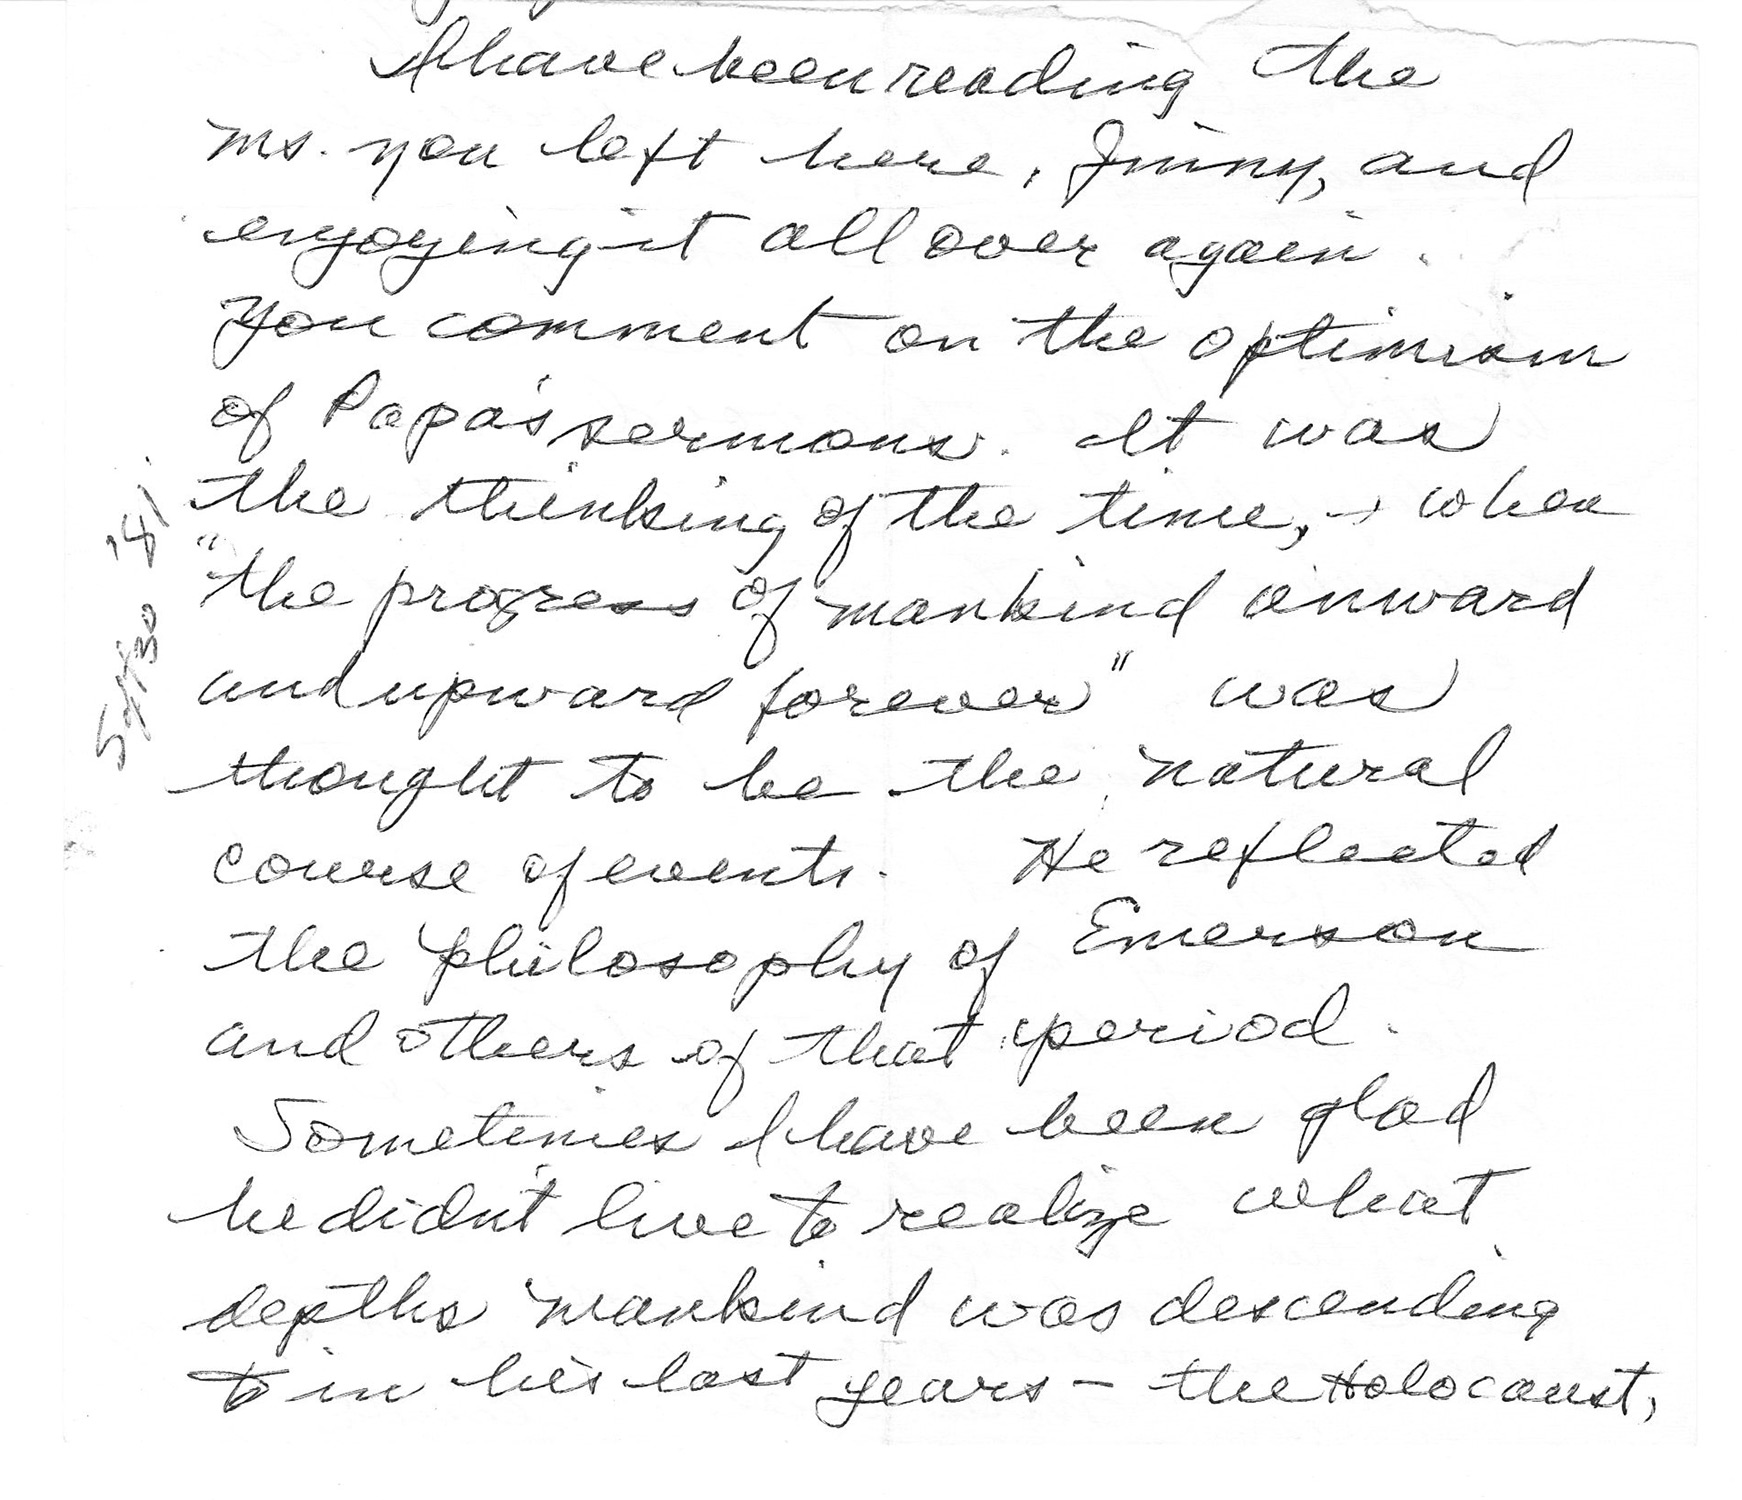 I have been reading the
ms. you left here, Jinny, and
enjoying it all over again.
You comment on the optimism
of Papa's sermons. It was
the thinking of the time, - when
"the progress of mankind onward
and upward forever" was
thought to be the natural
course of events. He reflected
the philosophy of Emerson
and others of that period.
Sometimes I have been glad
he didn't live to realize what
depths mankind was descending
to in his last years - the Holocaust,
Sept 30 '81.